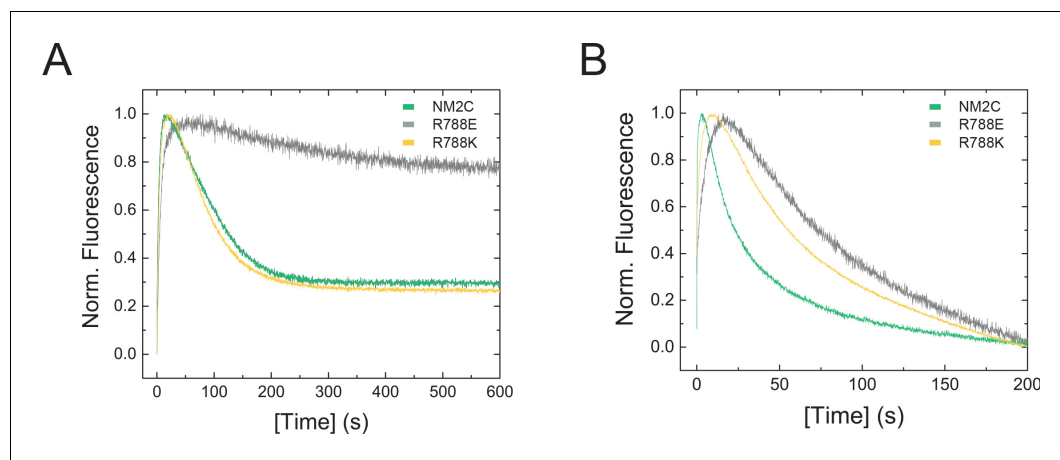 A
NM2C
R788E
R788K
1.0
0.8
0.6
0.4
0.2
0.0
Norm. Fluorescence
0 100 200 300 400 500 600
[Time] (s)
B
NM2C
R788E
R788K
1.0
0.8
0.6
0.4
0.2
0.0
Norm. Fluorescence
0 50 100 150 200
[Time] (s)